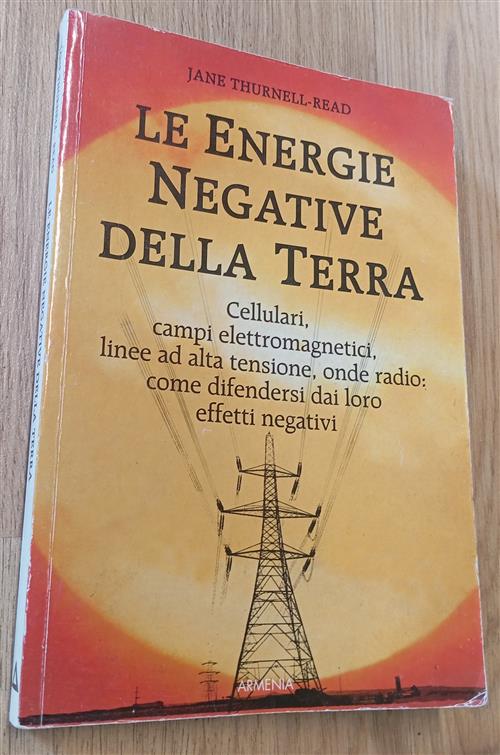 JANE THURNELL-READ
LE ENERGIE
NEGATIVE
DELLA TERRA
Cellulari,
campi elettromagnetici,
linee ad alta tensione, onde radio:
come difendersi dai loro
effetti negativi
ARMENIA
LE ENERGIE NEGATIVE DELLA TERRA